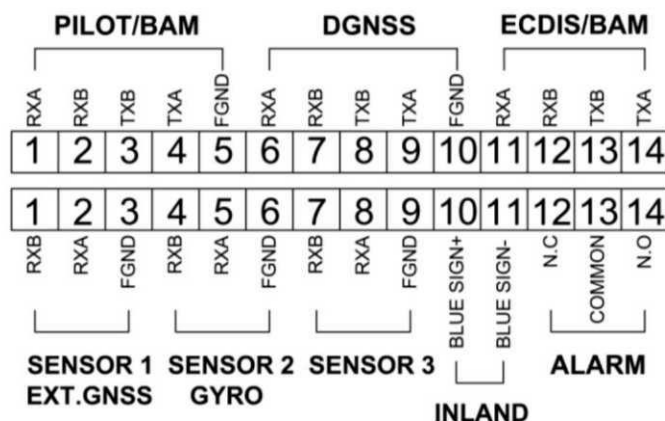 PILOT/BAM DGNSS ECDIS/BAM
RXA RXB TXB TXA FGND RXA RXB TXB TXA FGND RXA RXB TXB TXA
1 2 3 4 5 6 7 8 9 10 11 12 13 14
1 2 3 4 5 6 7 8 9 10 11 12 13 14
RXB RXA FGND RXB RXA FGND RXB RXA FGND BLUE SIGN+ BLUE SIGN- N.C COMMON N.O
SENSOR 1 SENSOR 2 SENSOR 3 ALARM
EXT.GNSS GYRO
INLAND